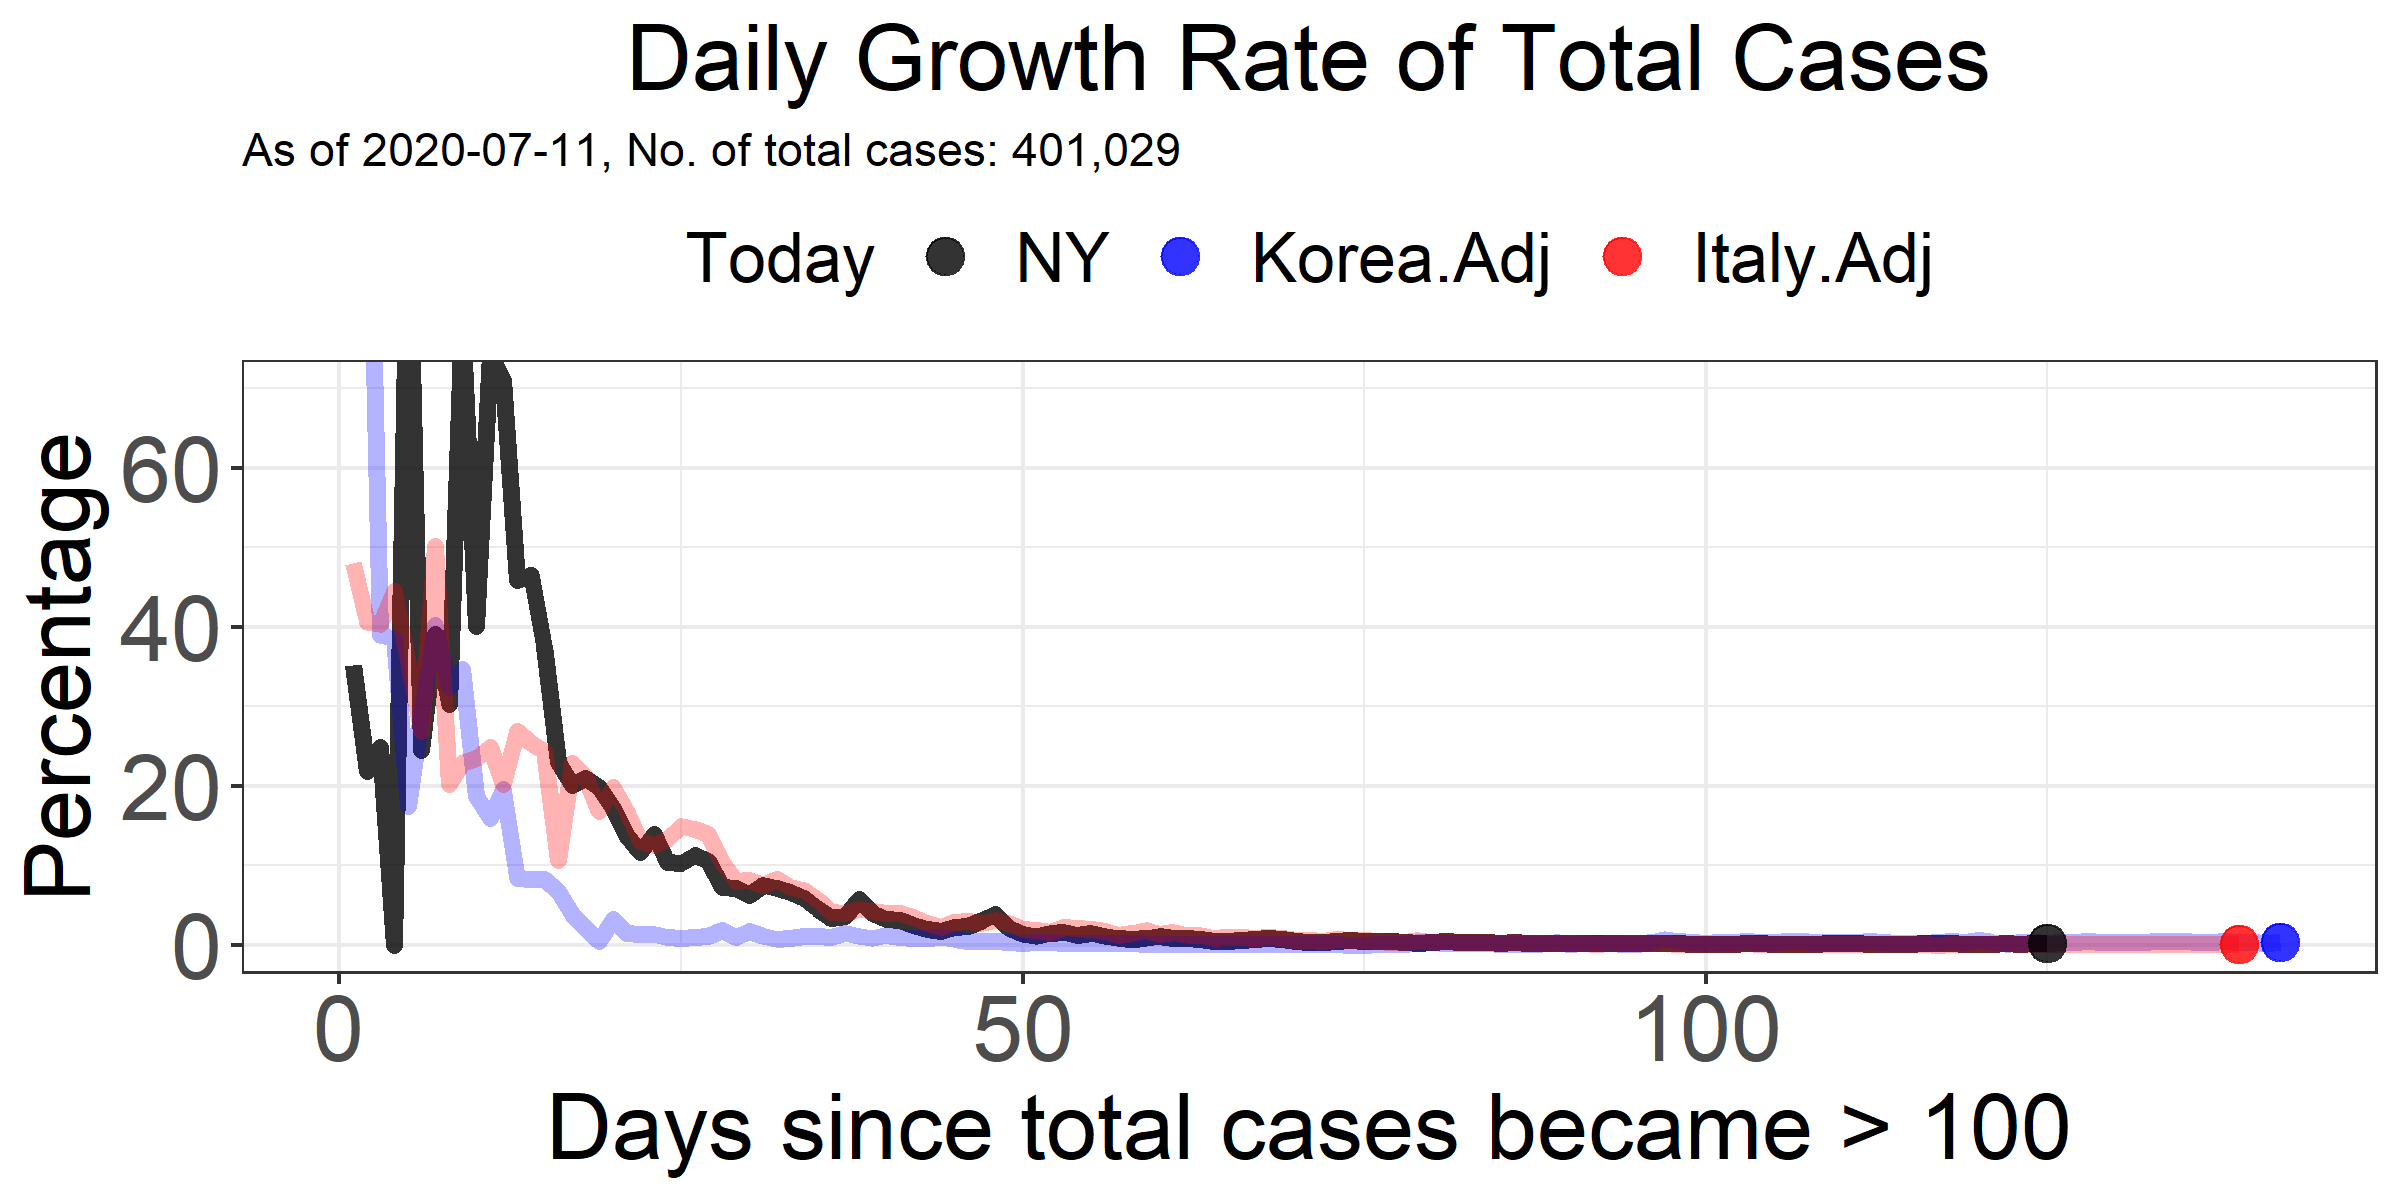 Daily Growth Rate of Total Cases
As of 2020-07-11, No. of total cases: 401,029
Today NY Korea.Adj Italy.Adj
Percentage
60
40
20
0
0 50 100
Days since total cases became > 100